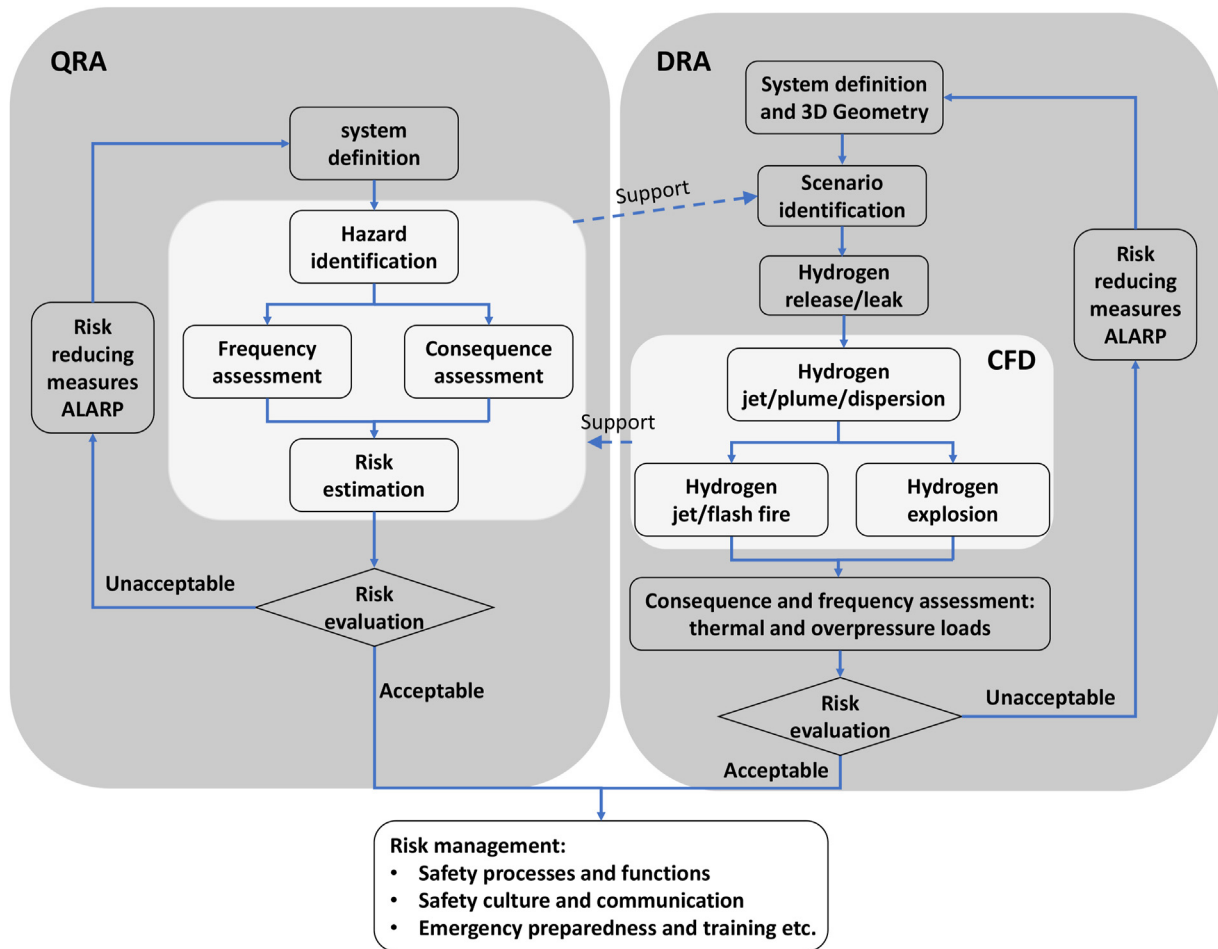 QRA
system
definition
Hazard
identification
Frequency
assessment
Consequence
assessment
Risk
estimation
Risk
reducing
measures
ALARP
Unacceptable
Risk
evaluation
Acceptable
Support
Support
DRA
System definition
and 3D Geometry
Scenario
identification
Hydrogen
release/leak
CFD
Hydrogen
jet/plume/dispersion
Hydrogen
jet/flash fire
Hydrogen
explosion
Consequence and frequency assessment:
thermal and overpressure loads
Risk
evaluation
Unacceptable
Acceptable
Risk
reducing
measures
ALARP
Risk management:
• Safety processes and functions
• Safety culture and communication
• Emergency preparedness and training etc.